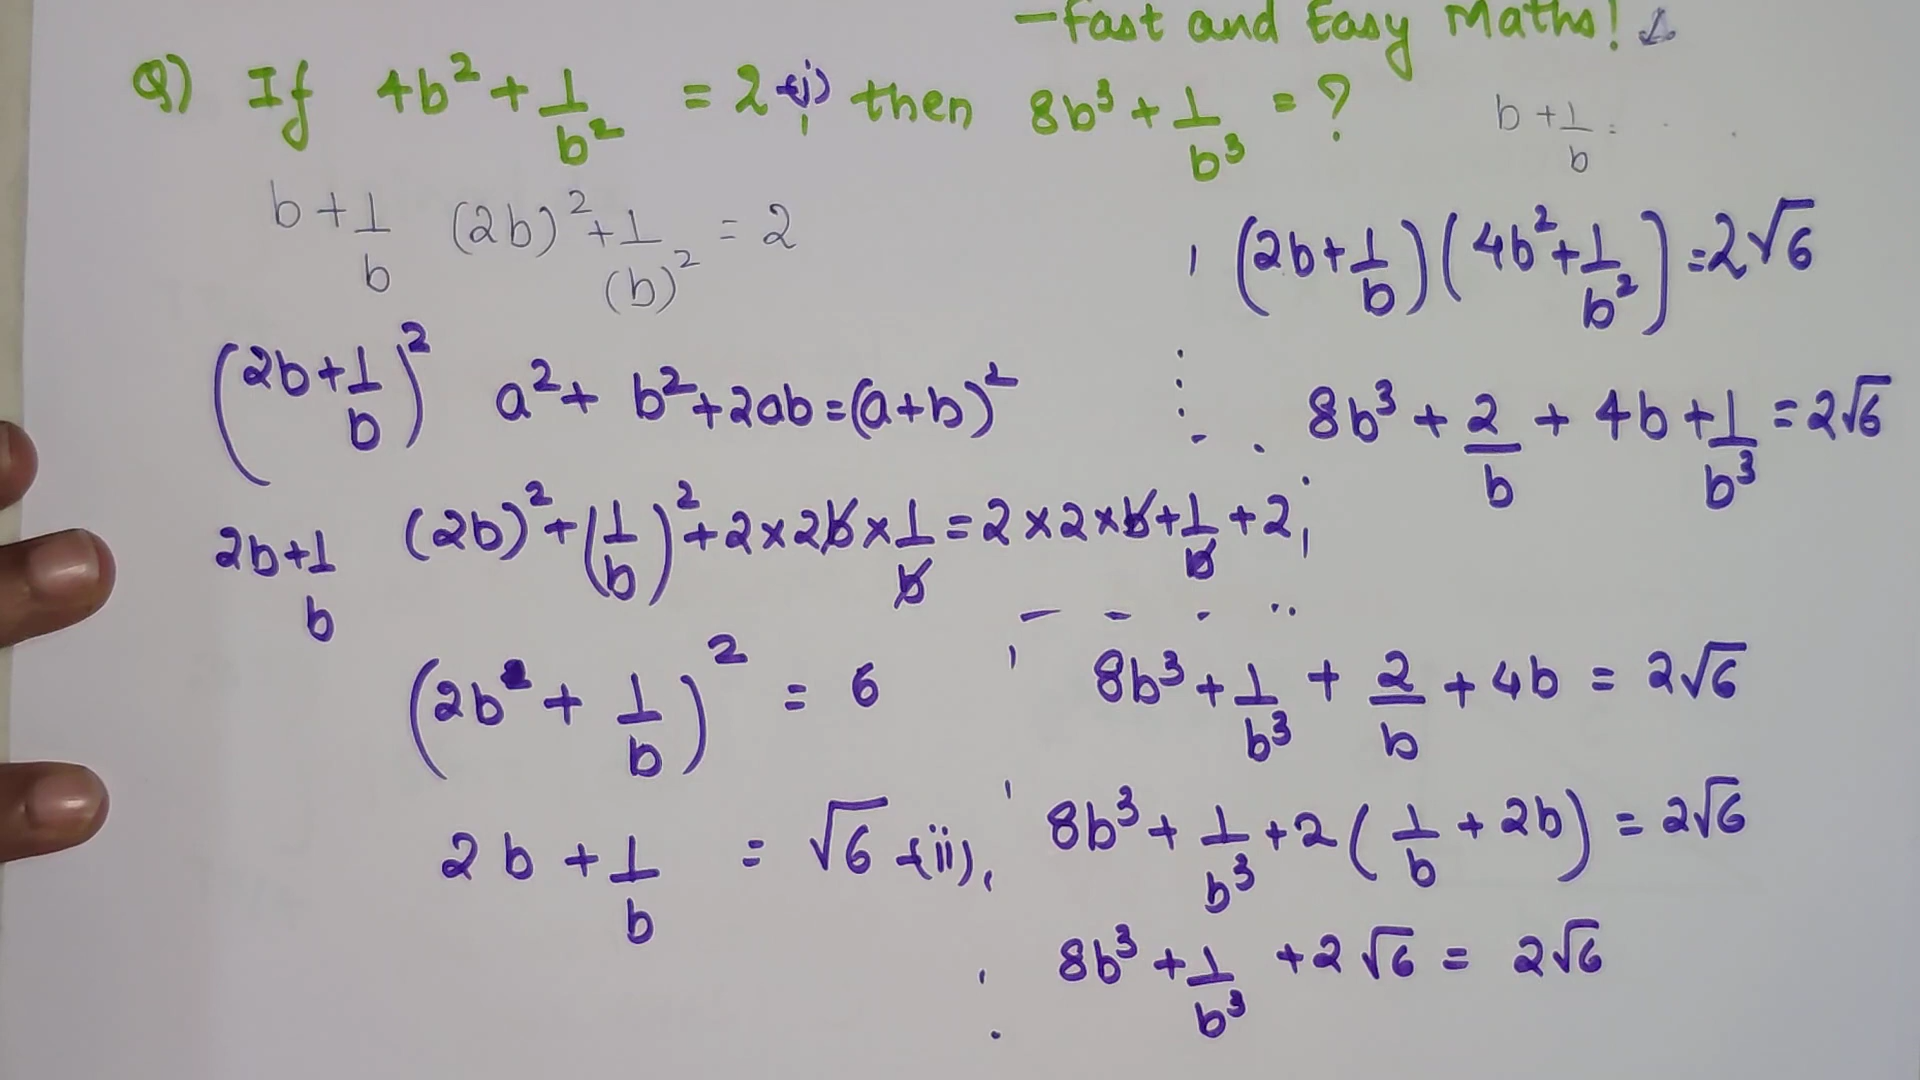 -Fast and Easy Maths!
Q) If 4b² + 1/b² = 2 -(i) then 8b³ + 1/b³ = ?
b + 1/b =
b + 1/b (2b)² + 1/(b)² = 2
(2b + 1/b)² a² + b² + 2ab = (a+b)²
2b + 1/b (2b)² + (1/b)² + 2 × 2b × 1/b = 2 × 2 × b + 1/b + 2
(2b + 1/b)² = 6
2b + 1/b = √6 -(ii)
(2b + 1/b)(4b² + 1/b²) = 2√6
8b³ + 2/b + 4b + 1/b³ = 2√6
8b³ + 1/b³ + 2/b + 4b = 2√6
8b³ + 1/b³ + 2(1/b + 2b) = 2√6
8b³ + 1/b³ + 2√6 = 2√6